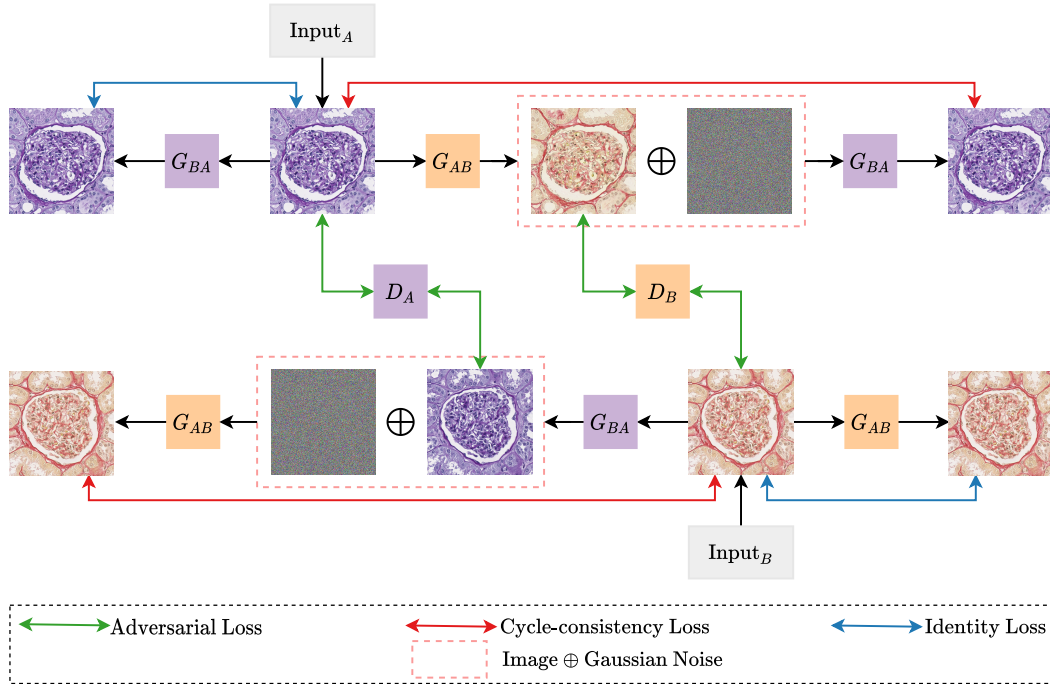 Input_A
G_BA
G_AB
⊕
G_BA
D_A
D_B
G_AB
⊕
G_BA
G_AB
Input_B
Adversarial Loss
Cycle-consistency Loss
Identity Loss
Image ⊕ Gaussian Noise